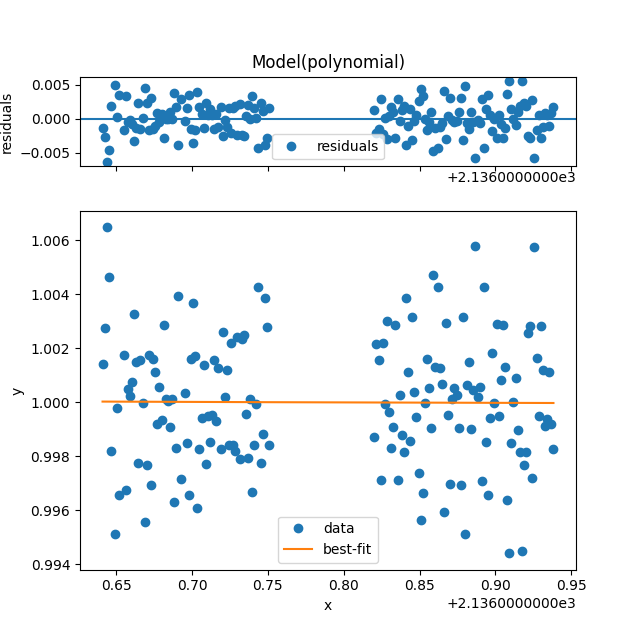 Model(polynomial)
residuals
0.005
0.000
−0.005
residuals
+2.1360000000e3
y
1.006
1.004
1.002
1.000
0.998
0.996
0.994
data
best-fit
0.65 0.70 0.75 0.80 0.85 0.90 0.95
x
+2.1360000000e3